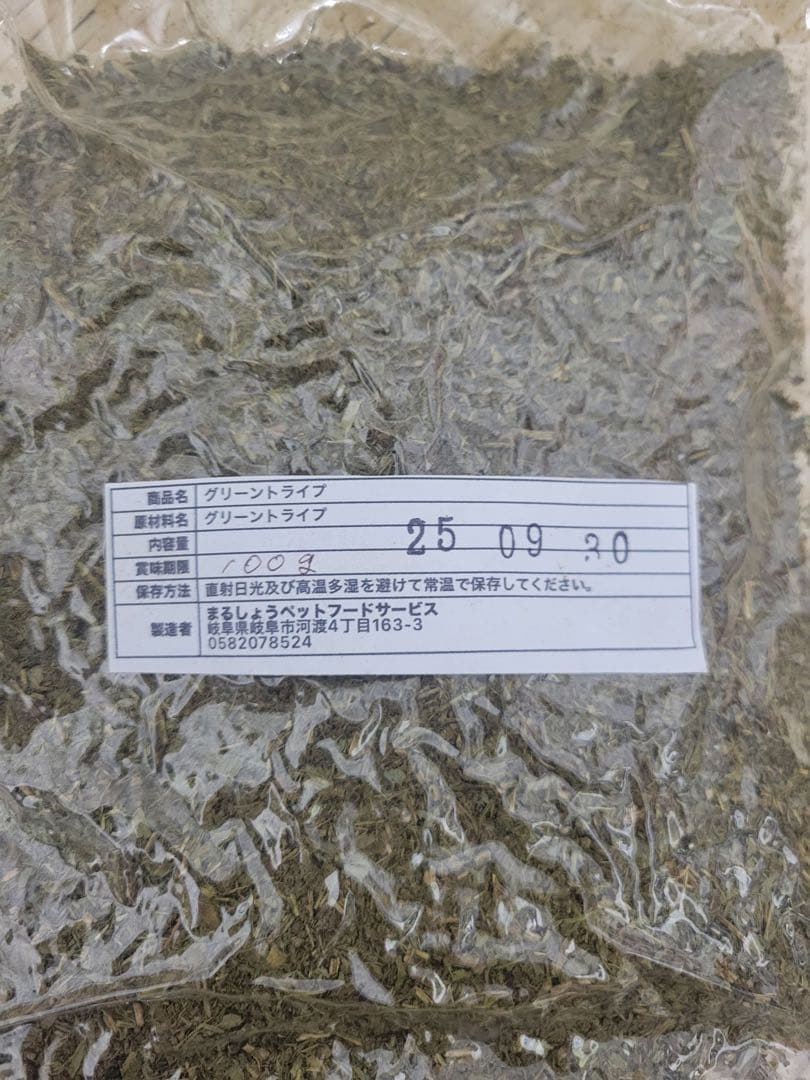 商品名 グリーントライプ
原材料名 グリーントライプ
内容量
25 09 30
賞味期限 100g
保存方法 直射日光及び高温多湿を避けて常温で保存してください。
製造者 まるしょうペットフードサービス
岐阜県岐阜市河渡4丁目163-3
0582078524